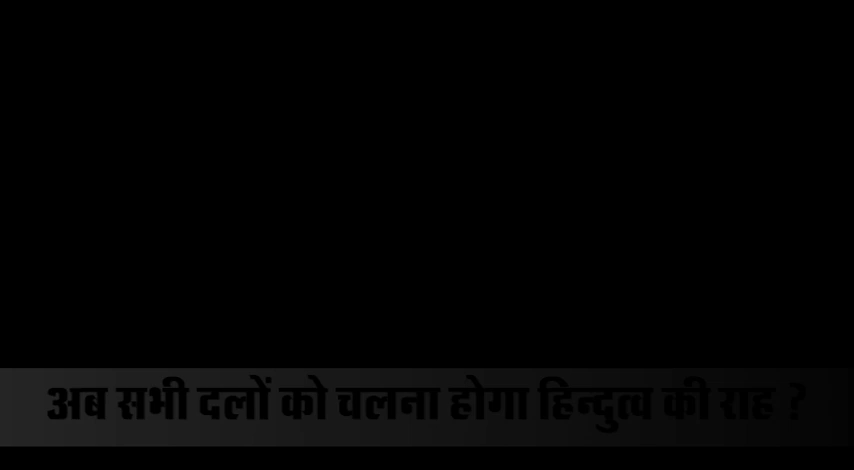 अब सभी दलों को चलना होगा हिन्दुत्व की राह ?